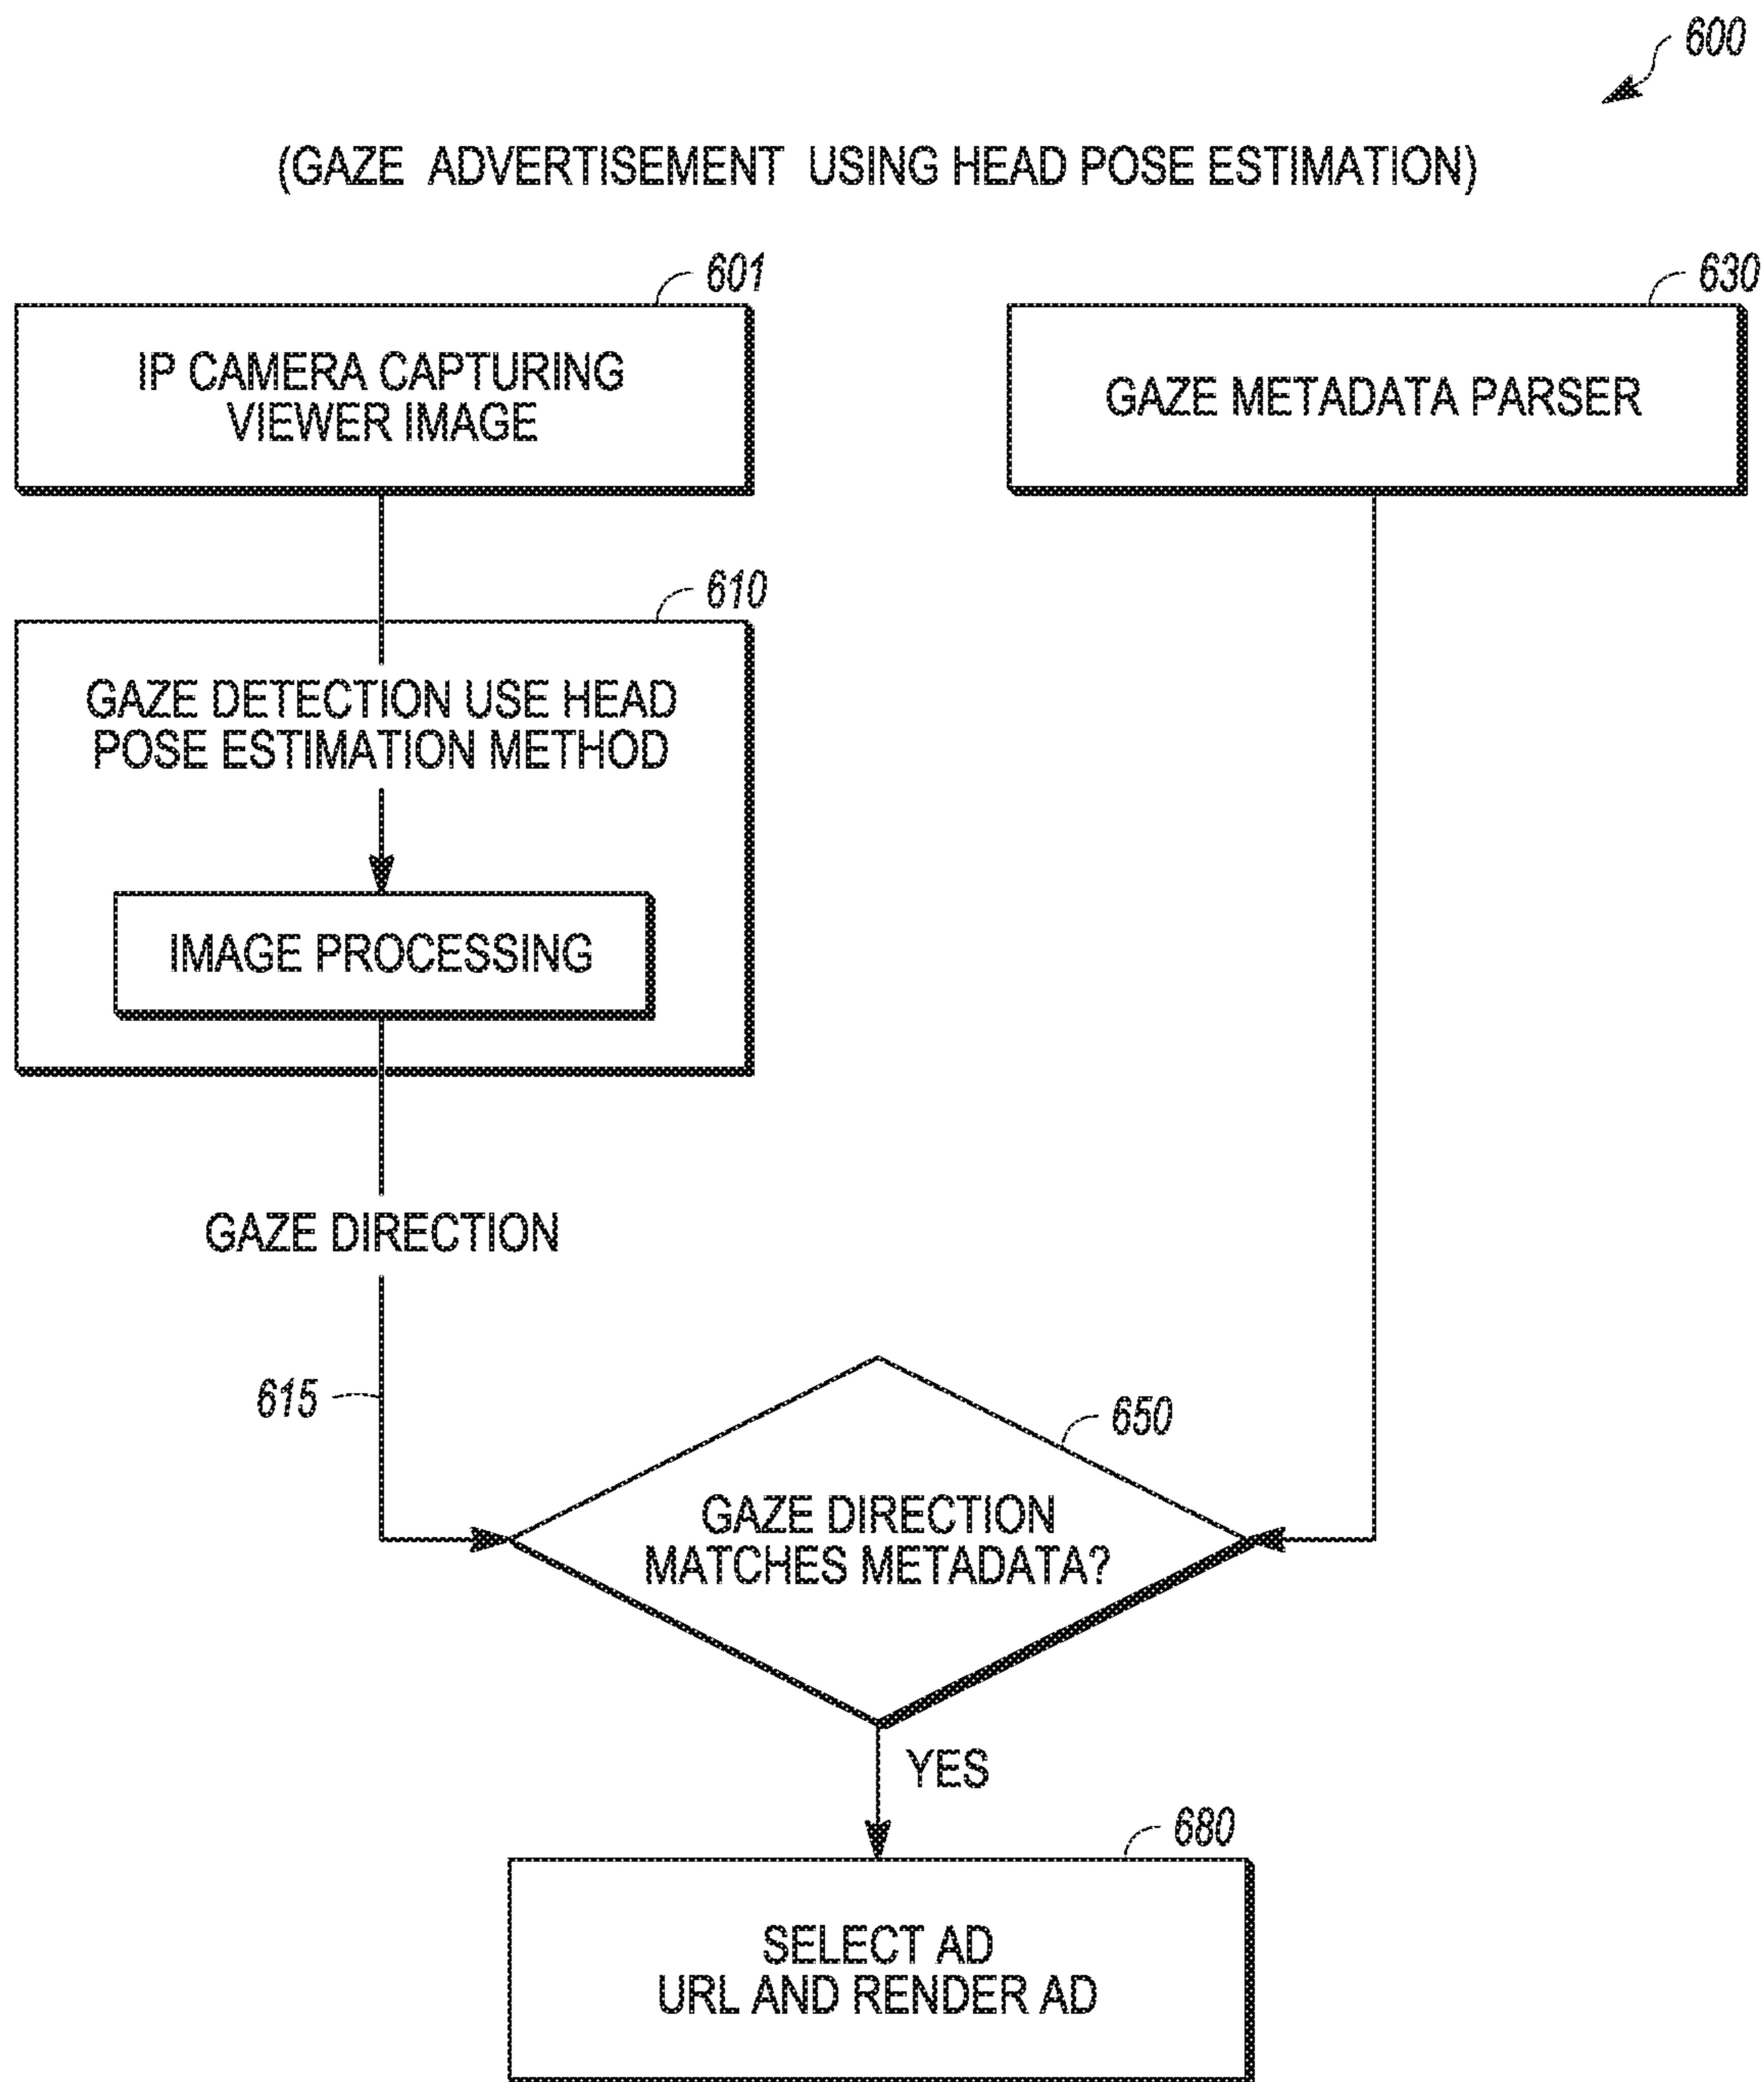 600
(GAZE ADVERTISEMENT USING HEAD POSE ESTIMATION)
601
IP CAMERA CAPTURING
VIEWER IMAGE
630
GAZE METADATA PARSER
610
GAZE DETECTION USE HEAD
POSE ESTIMATION METHOD
IMAGE PROCESSING
GAZE DIRECTION
615
650
GAZE DIRECTION
MATCHES METADATA?
YES
680
SELECT AD
URL AND RENDER AD